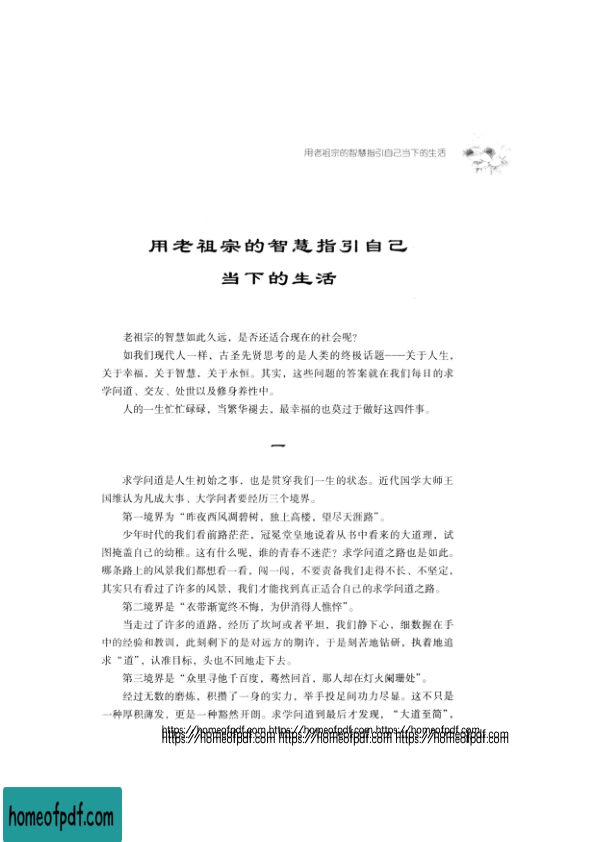 用老祖宗的智慧指引自己当下的生活
用老祖宗的智慧指引自己
当下的生活
老祖宗的智慧如此久远，是否还适合现在的社会呢？
如我们现代人一样，古圣先贤思考的是人类的终极话题——关于人生，
关于幸福，关于智慧，关于永恒。其实，这些问题的答案就在我们每日的求
学问道、交友、处世以及修身养性中。
人的一生忙忙碌碌，当繁华褪去，最幸福的也莫过于做好这四件事。
一
求学问道是人生初始之事，也是贯穿我们一生的状态。近代国学大师王
国维认为凡成大事、大学问者要经历三个境界。
第一境界为“昨夜西风凋碧树，独上高楼，望尽天涯路”。
少年时代的我们看前路茫茫，冠冕堂皇地说着从书中看来的大道理，试
图掩盖自己的幼稚。这有什么呢，谁的青春不迷茫？求学问道之路也是如此。
哪条路上的风景我们都想看一看，闯一闯，不要责备我们走得不长、不坚定，
其实只有看过了许多的风景，我们才能找到真正适合自己的求学问道之路。
第二境界是“衣带渐宽终不悔，为伊消得人憔悴”。
当走过了许多的道路，经历了坎坷或者平坦，我们静下心，细数握在手
中的经验和教训，此刻剩下的是对远方的期许，于是刻苦地钻研，执着地追
求“道”，认准目标，头也不回地走下去。
第三境界是“众里寻他千百度，蓦然回首，那人却在灯火阑珊处”。
经过无数的磨炼，积攒了一身的实力，举手投足间功力尽显。这不只是
一种厚积薄发，更是一种豁然开朗。求学问道到最后才发现，“大道至简”，
https://homeofpdf.com https://homeofpdf.com https://homeofpdf.com
https://homeofpdf.com https://homeofpdf.com https://homeofpdf.com
homeofpdf.com